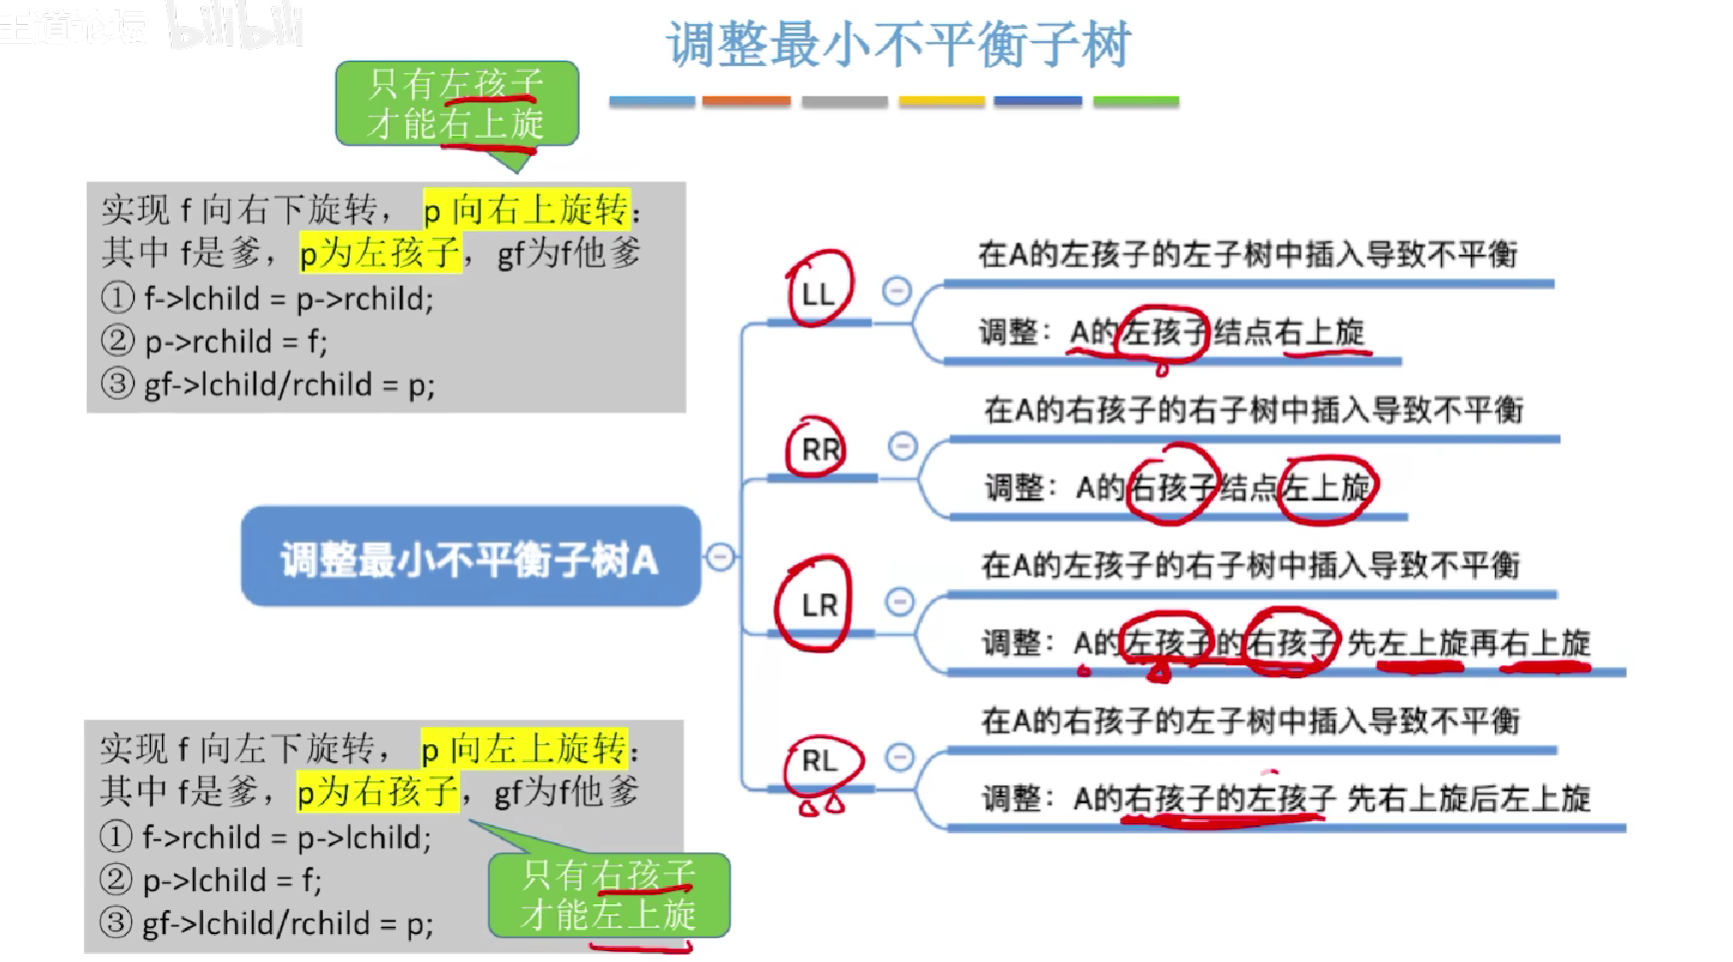 王道论坛 bilibili
调整最小不平衡子树
只有左孩子
才能右上旋
实现 f 向右下旋转， p 向右上旋转：
其中 f是爹，p为左孩子，gf为f他爹
① f->lchild = p->rchild;
② p->rchild = f;
③ gf->lchild/rchild = p;
调整最小不平衡子树A
LL
在A的左孩子的左子树中插入导致不平衡
调整：A的左孩子结点右上旋
RR
在A的右孩子的右子树中插入导致不平衡
调整：A的右孩子结点左上旋
LR
在A的左孩子的右子树中插入导致不平衡
调整：A的左孩子的右孩子 先左上旋再右上旋
RL
在A的右孩子的左子树中插入导致不平衡
调整：A的右孩子的左孩子 先右上旋后左上旋
实现 f 向左下旋转， p 向左上旋转：
其中 f是爹，p为右孩子，gf为f他爹
① f->rchild = p->lchild;
② p->lchild = f;
③ gf->lchild/rchild = p;
只有右孩子
才能左上旋